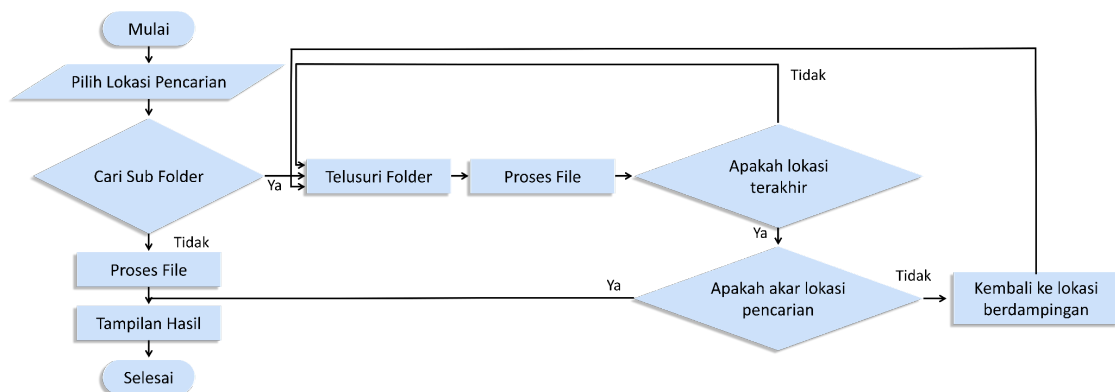 Mulai
Pilih Lokasi Pencarian
Cari Sub Folder
Ya
Telusuri Folder
Proses File
Apakah lokasi
terakhir
Tidak
Ya
Apakah akar lokasi
pencarian
Tidak
Kembali ke lokasi
berdampingan
Ya
Tidak
Proses File
Tampilan Hasil
Selesai